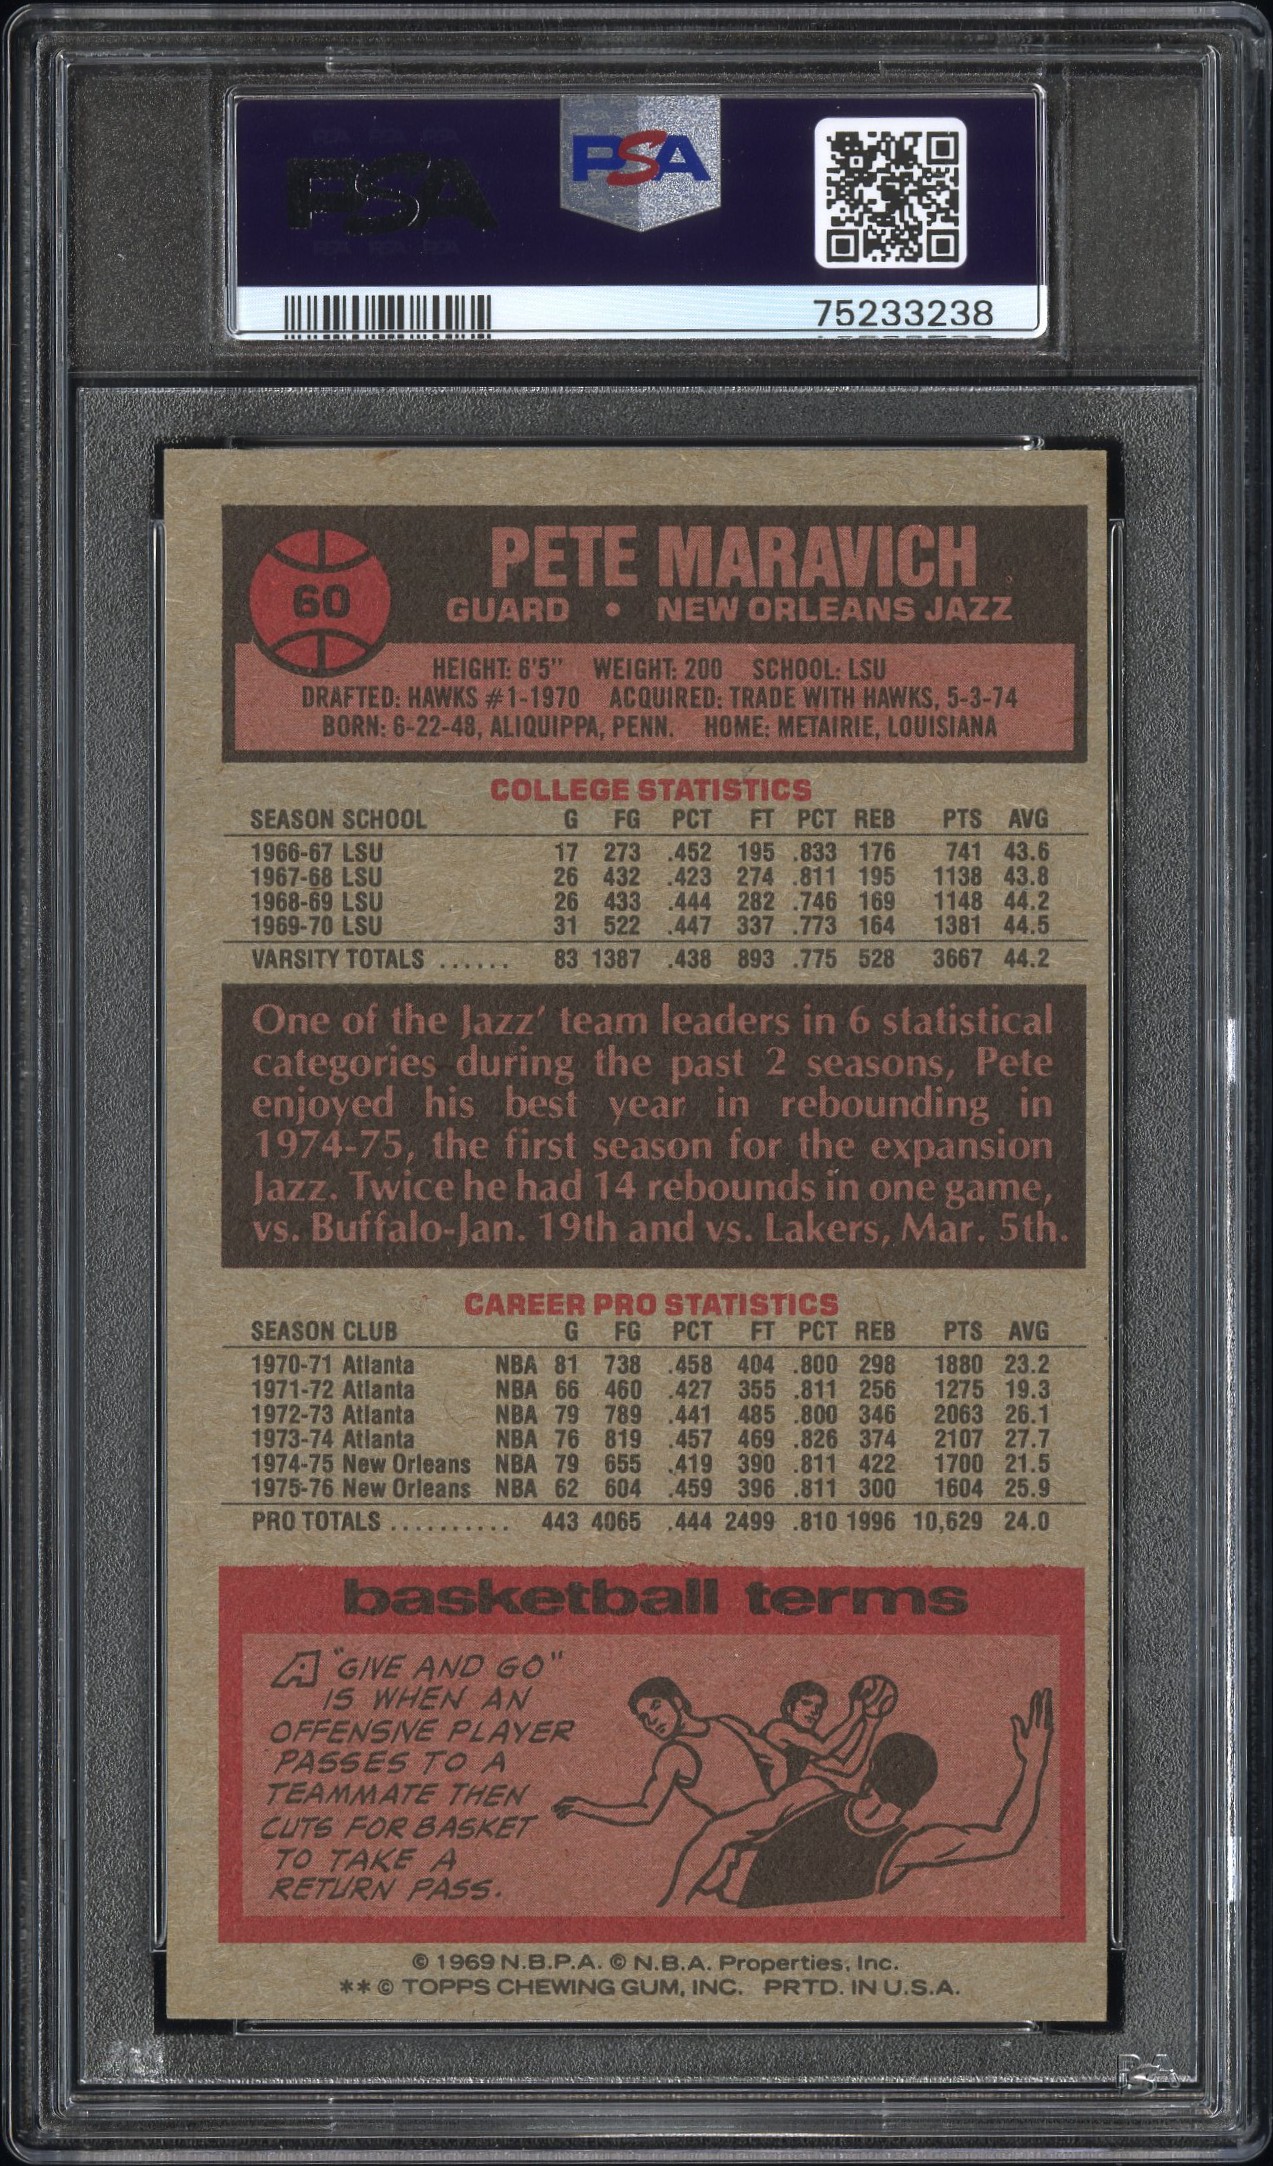 PSA
PSA
75233238
60
PETE MARAVICH
GUARD • NEW ORLEANS JAZZ
HEIGHT: 6'5" WEIGHT: 200 SCHOOL: LSU
DRAFTED: HAWKS #1-1970 ACQUIRED: TRADE WITH HAWKS, 5-3-74
BORN: 6-22-48, ALIQUIPPA, PENN. HOME: METAIRIE, LOUISIANA
COLLEGE STATISTICS
SEASON SCHOOL G FG PCT FT PCT REB PTS AVG
1966-67 LSU 17 273 .452 195 .833 176 741 43.6
1967-68 LSU 26 432 .423 274 .811 195 1138 43.8
1968-69 LSU 26 433 .444 282 .746 169 1148 44.2
1969-70 LSU 31 522 .447 337 .773 164 1381 44.5
VARSITY TOTALS ...... 83 1387 .438 893 .775 528 3667 44.2
One of the Jazz' team leaders in 6 statistical
categories during the past 2 seasons, Pete
enjoyed his best year in rebounding in
1974-75, the first season for the expansion
Jazz. Twice he had 14 rebounds in one game,
vs. Buffalo-Jan. 19th and vs. Lakers, Mar. 5th.
CAREER PRO STATISTICS
SEASON CLUB G FG PCT FT PCT REB PTS AVG
1970-71 Atlanta NBA 81 738 .458 404 .800 298 1880 23.2
1971-72 Atlanta NBA 66 460 .427 355 .811 256 1275 19.3
1972-73 Atlanta NBA 79 789 .441 485 .800 346 2063 26.1
1973-74 Atlanta NBA 76 819 .457 469 .826 374 2107 27.7
1974-75 New Orleans NBA 79 655 .419 390 .811 422 1700 21.5
1975-76 New Orleans NBA 62 604 .459 396 .811 300 1604 25.9
PRO TOTALS .......... 443 4065 .444 2499 .810 1996 10,629 24.0
basketball terms
A "GIVE AND GO"
IS WHEN AN
OFFENSIVE PLAYER
PASSES TO A
TEAMMATE THEN
CUTS FOR BASKET
TO TAKE A
RETURN PASS.
© 1969 N.B.P.A. © N.B.A. Properties, Inc.
**© TOPPS CHEWING GUM, INC. PRTD. IN U.S.A.
PSA